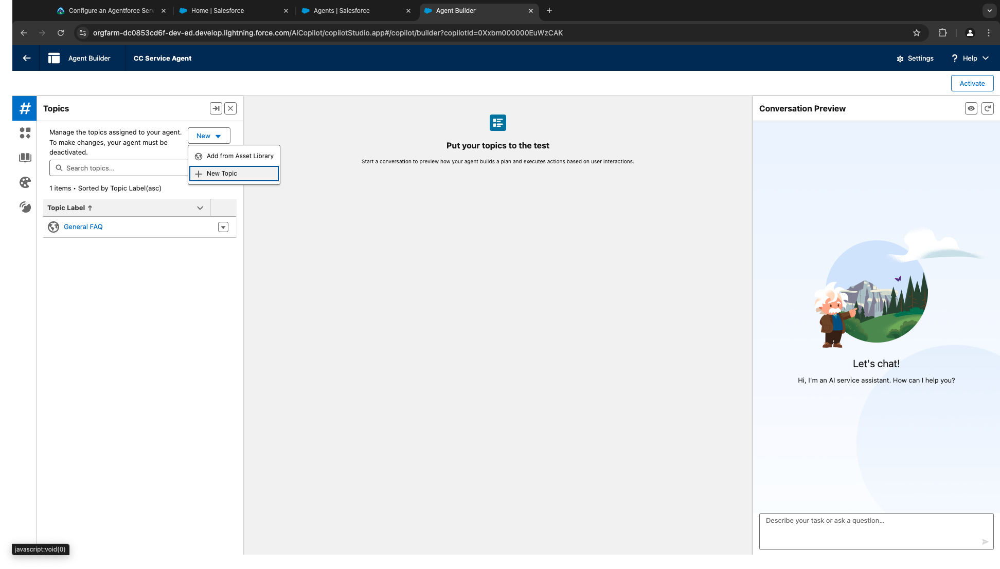 Configure an Agentforce Serv
Home | Salesforce
Agents | Salesforce
Agent Builder
orgfarm-dc0853cd6f-dev-ed.develop.lightning.force.com/AiCopilot/copilotStudio.app#/copilot/builder?copilotId=0Xxbm000000EuWzCAK
Agent Builder
CC Service Agent
Settings
? Help
Activate
#
Topics
Manage the topics assigned to your agent.
To make changes, your agent must be
deactivated.
New
Add from Asset Library
New Topic
Search topics...
1 items • Sorted by Topic Label(asc)
Topic Label ↑
General FAQ
Put your topics to the test
Start a conversation to preview how your agent builds a plan and executes actions based on user interactions.
Conversation Preview
Let's chat!
Hi, I'm an AI service assistant. How can I help you?
Describe your task or ask a question...
javascript:void(0)